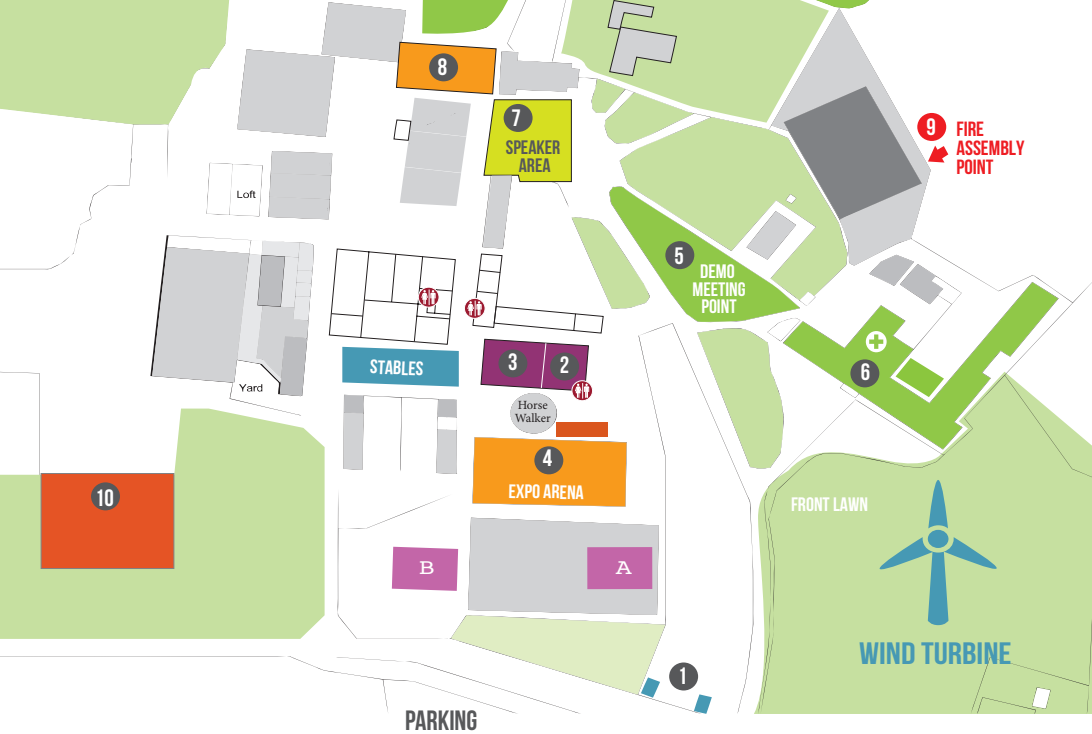 8
7
SPEAKER
AREA
9
FIRE
ASSEMBLY
POINT
Loft
5
DEMO
MEETING
POINT
6
STABLES
3
2
Yard
Horse
Walker
4
EXPO ARENA
10
FRONT LAWN
B
A
WIND TURBINE
1
PARKING